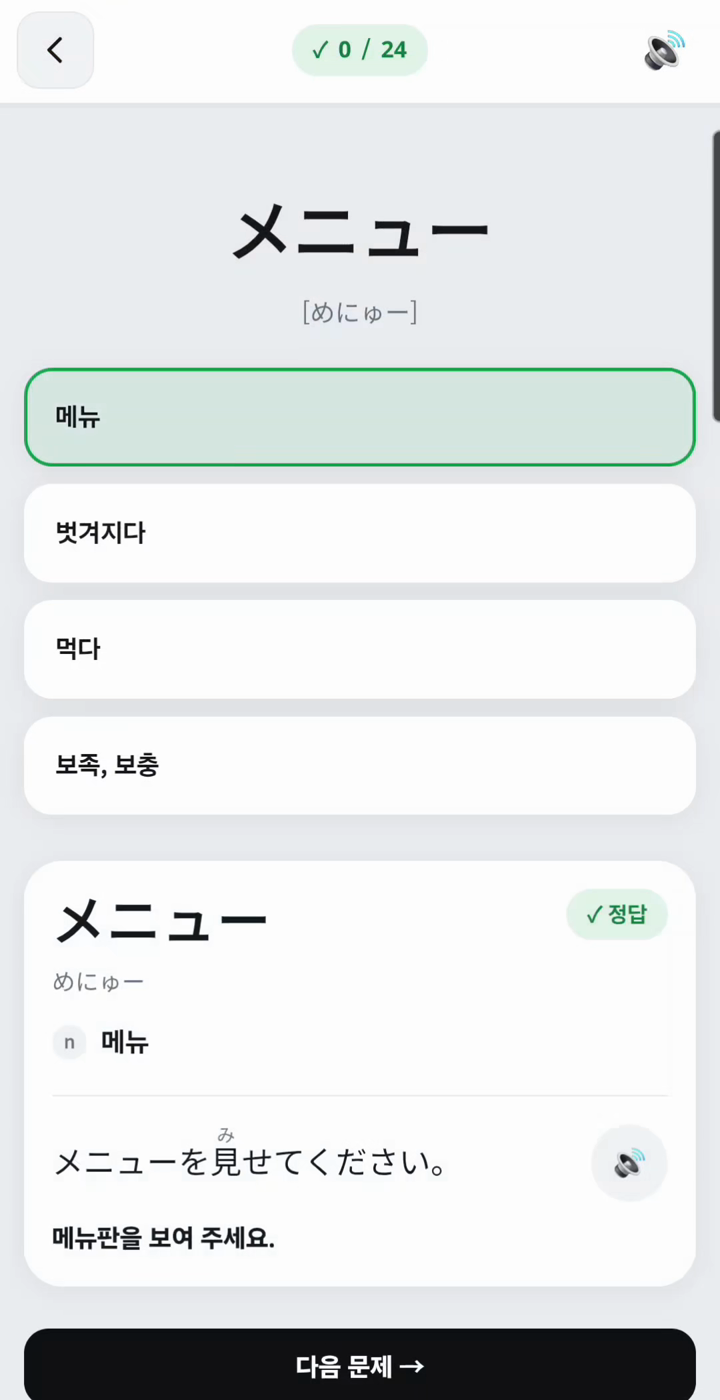 ✓ 0 / 24
メニュー
[めにゅー]
메뉴
벗겨지다
먹다
보족, 보충
メニュー
✓ 정답
めにゅー
n 메뉴
み
メニューを見せてください。
메뉴판을 보여 주세요.
다음 문제 →